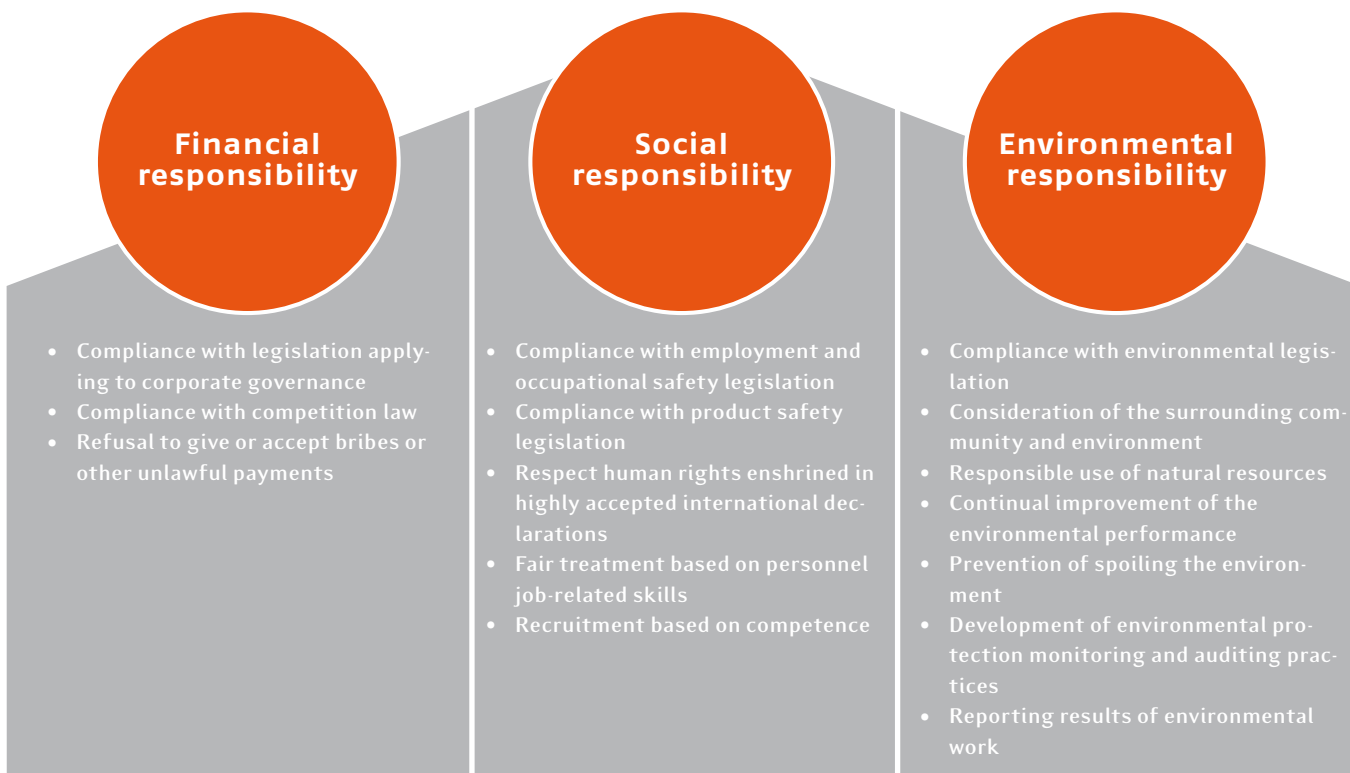 Financial
responsibility
• Compliance with legislation apply-
ing to corporate governance
• Compliance with competition law
• Refusal to give or accept bribes or
other unlawful payments
Social
responsibility
• Compliance with employment and
occupational safety legislation
• Compliance with product safety
legislation
• Respect human rights enshrined in
highly accepted international dec-
larations
• Fair treatment based on personnel
job-related skills
• Recruitment based on competence
Environmental
responsibility
• Compliance with environmental legis-
lation
• Consideration of the surrounding com-
munity and environment
• Responsible use of natural resources
• Continual improvement of the
environmental performance
• Prevention of spoiling the environ-
ment
• Development of environmental pro-
tection monitoring and auditing prac-
tices
• Reporting results of environmental
work